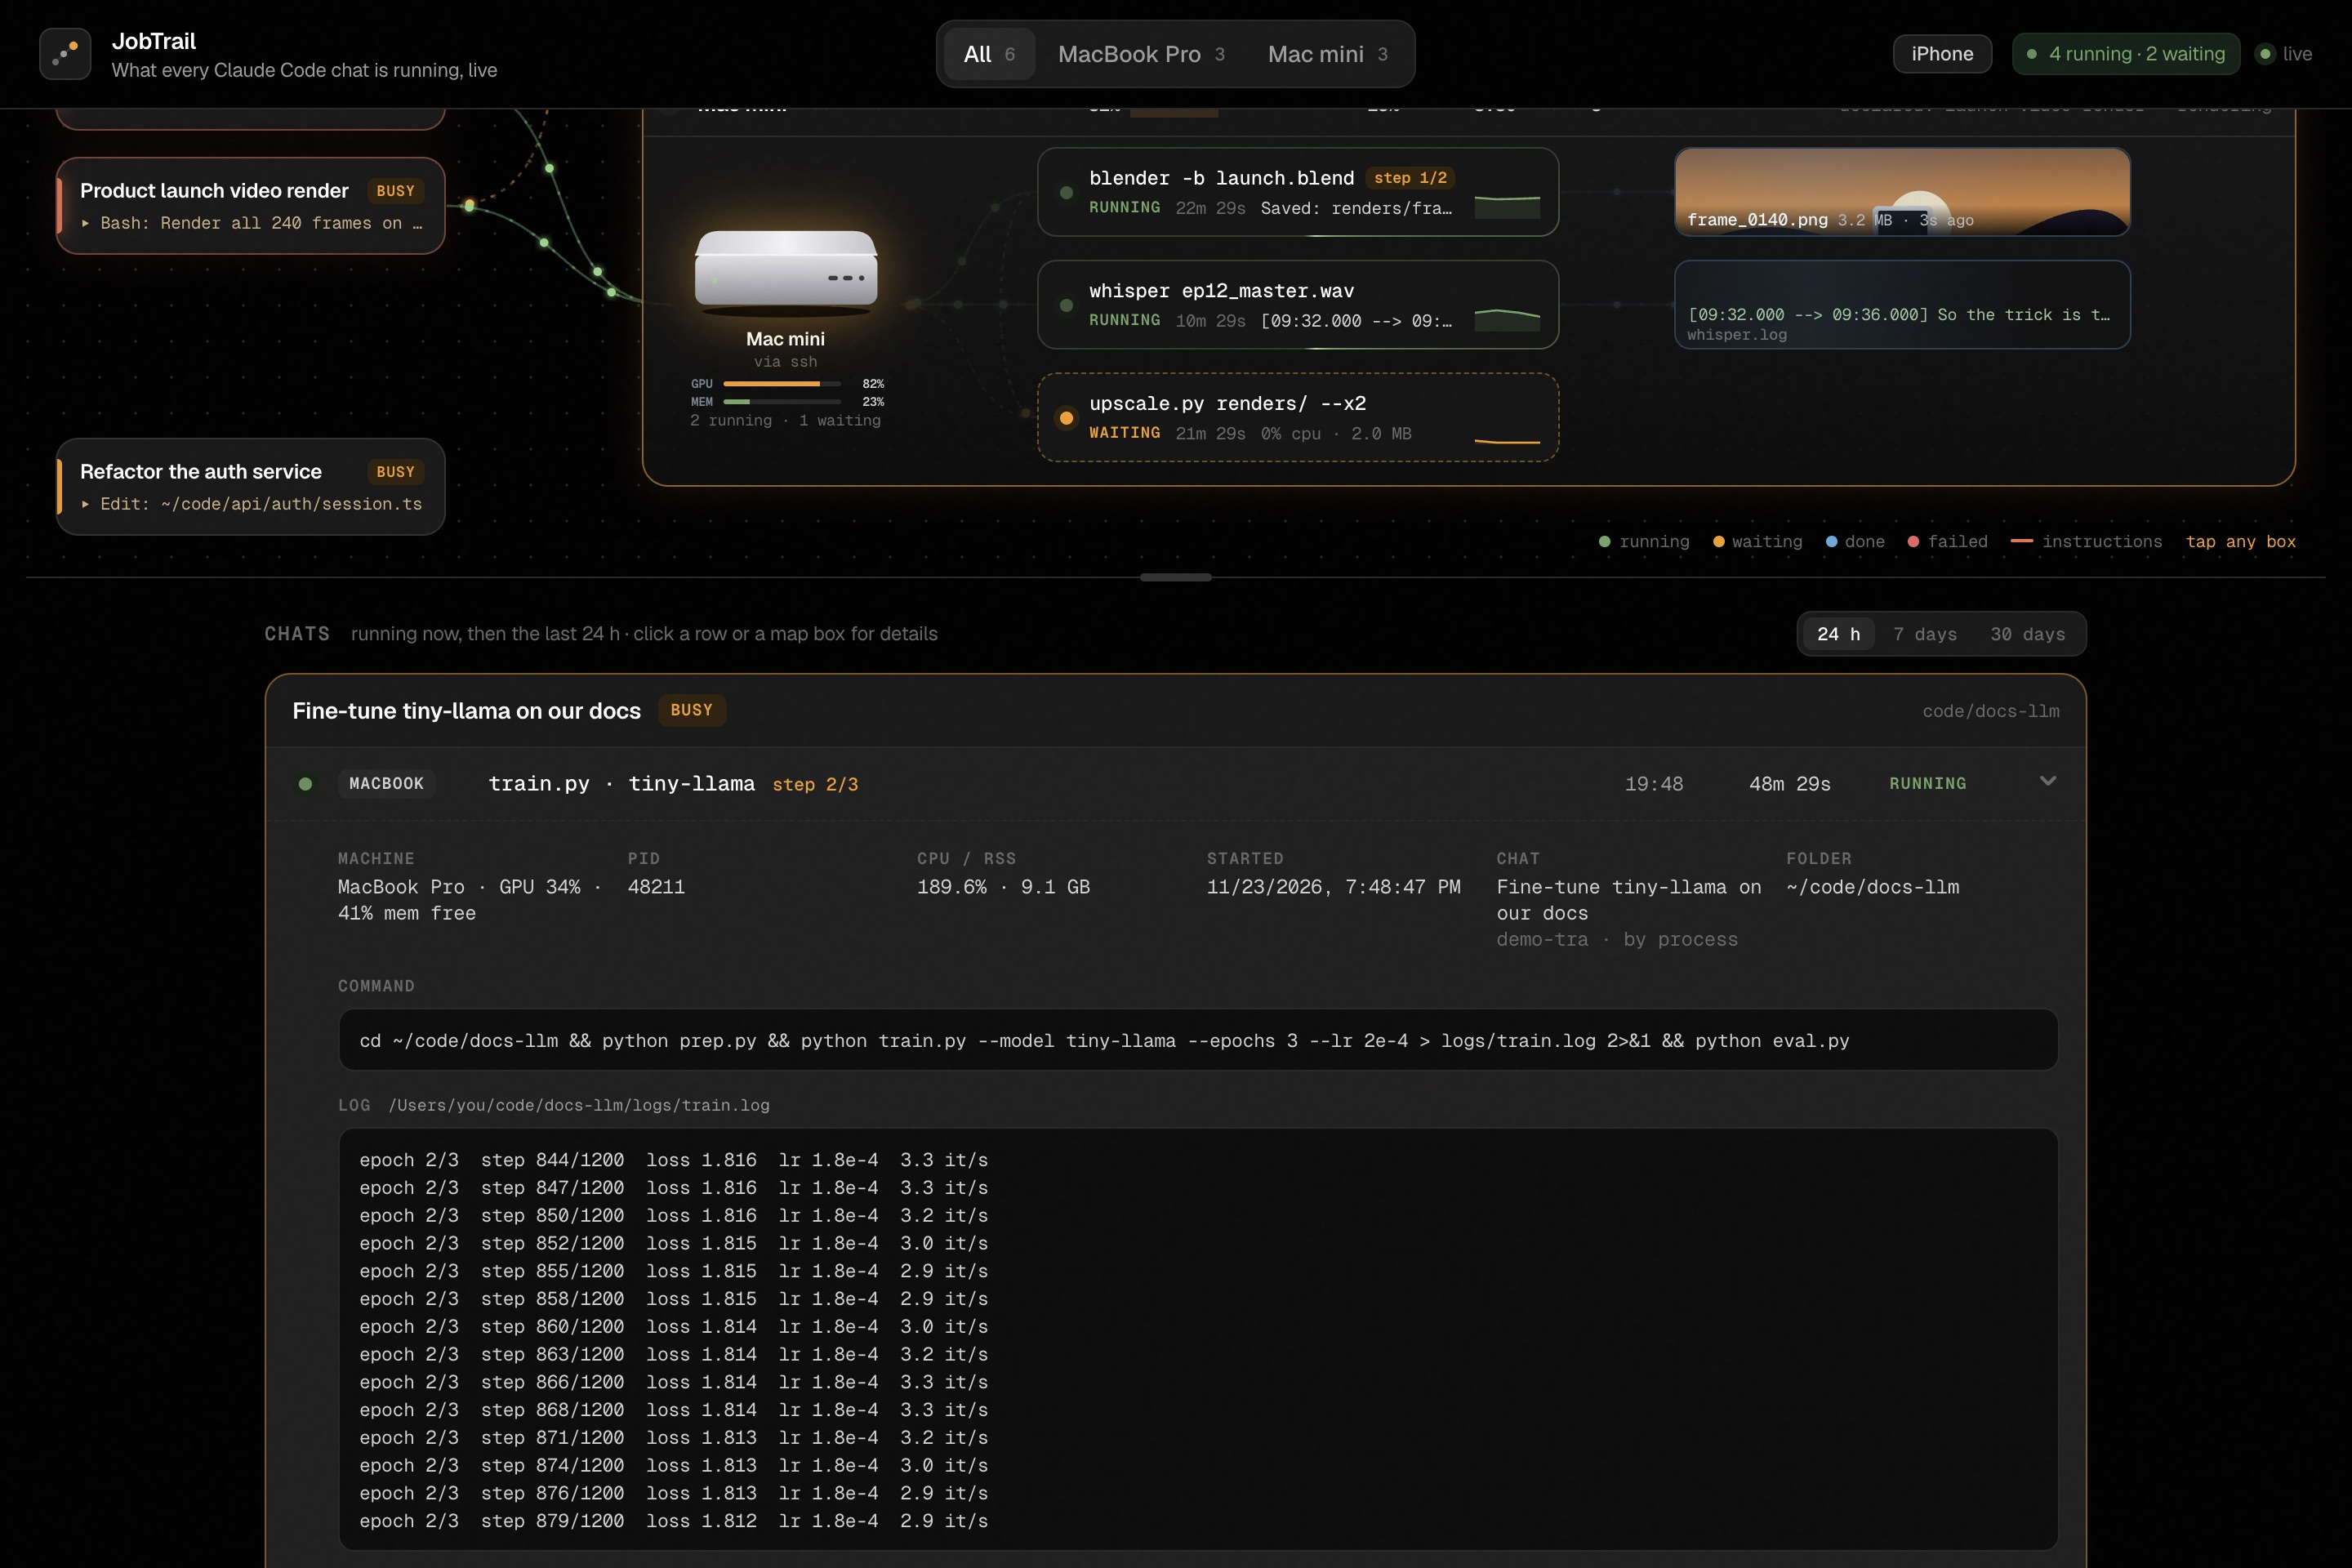 JobTrail
What every Claude Code chat is running, live
All 6
MacBook Pro 3
Mac mini 3
iPhone
4 running · 2 waiting
live
Product launch video render BUSY
▸ Bash: Render all 240 frames on …
Refactor the auth service BUSY
▸ Edit: ~/code/api/auth/session.ts
Mac mini
via ssh
GPU 82%
MEM 23%
2 running · 1 waiting
blender -b launch.blend step 1/2
RUNNING 22m 29s Saved: renders/fra…
whisper ep12_master.wav
RUNNING 10m 29s [09:32.000 --> 09:…
upscale.py renders/ --x2
WAITING 21m 29s 0% cpu · 2.0 MB
frame_0140.png 3.2 MB · 3s ago
[09:32.000 --> 09:36.000] So the trick is t…
whisper.log
running
waiting
done
failed
instructions
tap any box
CHATS running now, then the last 24 h · click a row or a map box for details
24 h
7 days
30 days
Fine-tune tiny-llama on our docs BUSY
code/docs-llm
MACBOOK train.py · tiny-llama step 2/3 19:48 48m 29s RUNNING
MACHINE
MacBook Pro · GPU 34% ·
41% mem free
PID
48211
CPU / RSS
189.6% · 9.1 GB
STARTED
11/23/2026, 7:48:47 PM
CHAT
Fine-tune tiny-llama on
our docs
demo-tra · by process
FOLDER
~/code/docs-llm
COMMAND
cd ~/code/docs-llm && python prep.py && python train.py --model tiny-llama --epochs 3 --lr 2e-4 > logs/train.log 2>&1 && python eval.py
LOG /Users/you/code/docs-llm/logs/train.log
epoch 2/3 step 844/1200 loss 1.816 lr 1.8e-4 3.3 it/s
epoch 2/3 step 847/1200 loss 1.816 lr 1.8e-4 3.3 it/s
epoch 2/3 step 850/1200 loss 1.816 lr 1.8e-4 3.2 it/s
epoch 2/3 step 852/1200 loss 1.815 lr 1.8e-4 3.0 it/s
epoch 2/3 step 855/1200 loss 1.815 lr 1.8e-4 2.9 it/s
epoch 2/3 step 858/1200 loss 1.815 lr 1.8e-4 2.9 it/s
epoch 2/3 step 860/1200 loss 1.814 lr 1.8e-4 3.0 it/s
epoch 2/3 step 863/1200 loss 1.814 lr 1.8e-4 3.2 it/s
epoch 2/3 step 866/1200 loss 1.814 lr 1.8e-4 3.3 it/s
epoch 2/3 step 868/1200 loss 1.814 lr 1.8e-4 3.3 it/s
epoch 2/3 step 871/1200 loss 1.813 lr 1.8e-4 3.2 it/s
epoch 2/3 step 874/1200 loss 1.813 lr 1.8e-4 3.0 it/s
epoch 2/3 step 876/1200 loss 1.813 lr 1.8e-4 2.9 it/s
epoch 2/3 step 879/1200 loss 1.812 lr 1.8e-4 2.9 it/s